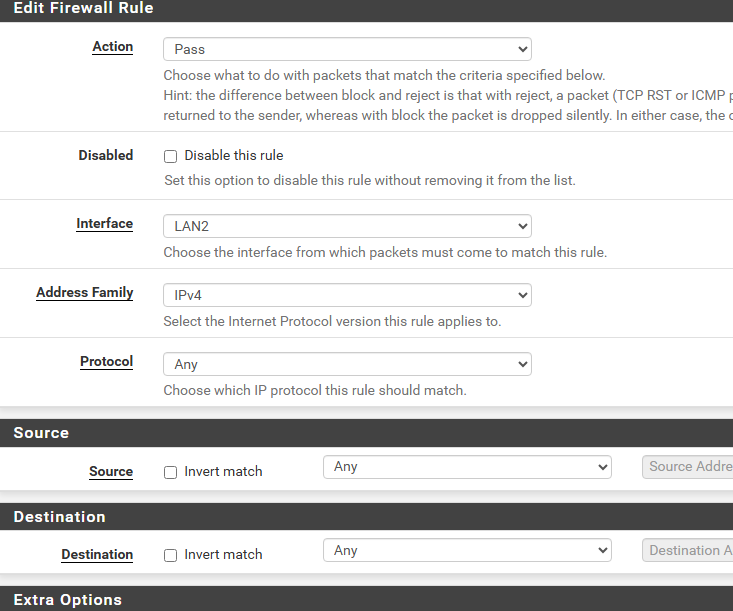 Edit Firewall Rule
Action
Pass
Choose what to do with packets that match the criteria specified below.
Hint: the difference between block and reject is that with reject, a packet (TCP RST or ICMP p
returned to the sender, whereas with block the packet is dropped silently. In either case, the o
Disabled
Disable this rule
Set this option to disable this rule without removing it from the list.
Interface
LAN2
Choose the interface from which packets must come to match this rule.
Address Family
IPv4
Select the Internet Protocol version this rule applies to.
Protocol
Any
Choose which IP protocol this rule should match.
Source
Source
Invert match
Any
Source Addre
Destination
Destination
Invert match
Any
Destination A
Extra Options